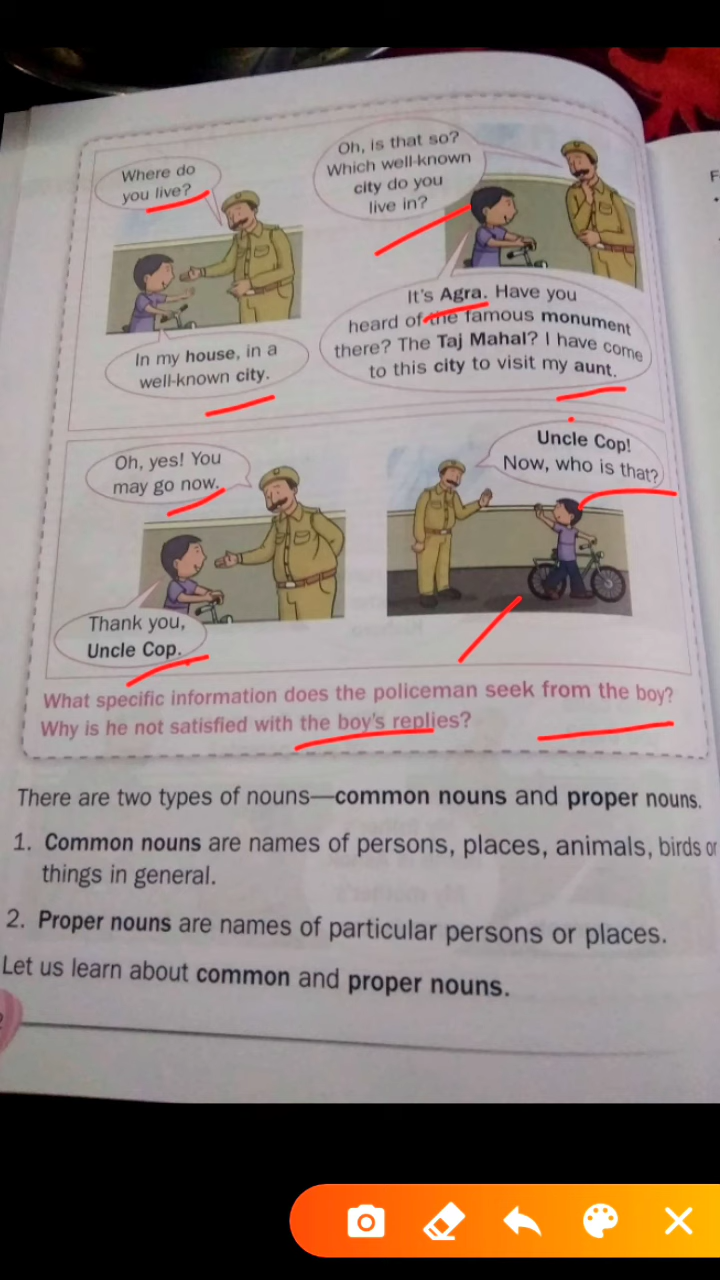 Where do
you live?
In my house, in a
well-known city.
Oh, is that so?
Which well-known
city do you
live in?
It's Agra. Have you
heard of the famous monument
there? The Taj Mahal? I have come
to this city to visit my aunt.
Oh, yes! You
may go now.
Thank you,
Uncle Cop.
Uncle Cop!
Now, who is that?
What specific information does the policeman seek from the boy?
Why is he not satisfied with the boy's replies?
There are two types of nouns—common nouns and proper nouns.
1. Common nouns are names of persons, places, animals, birds or
things in general.
2. Proper nouns are names of particular persons or places.
Let us learn about common and proper nouns.